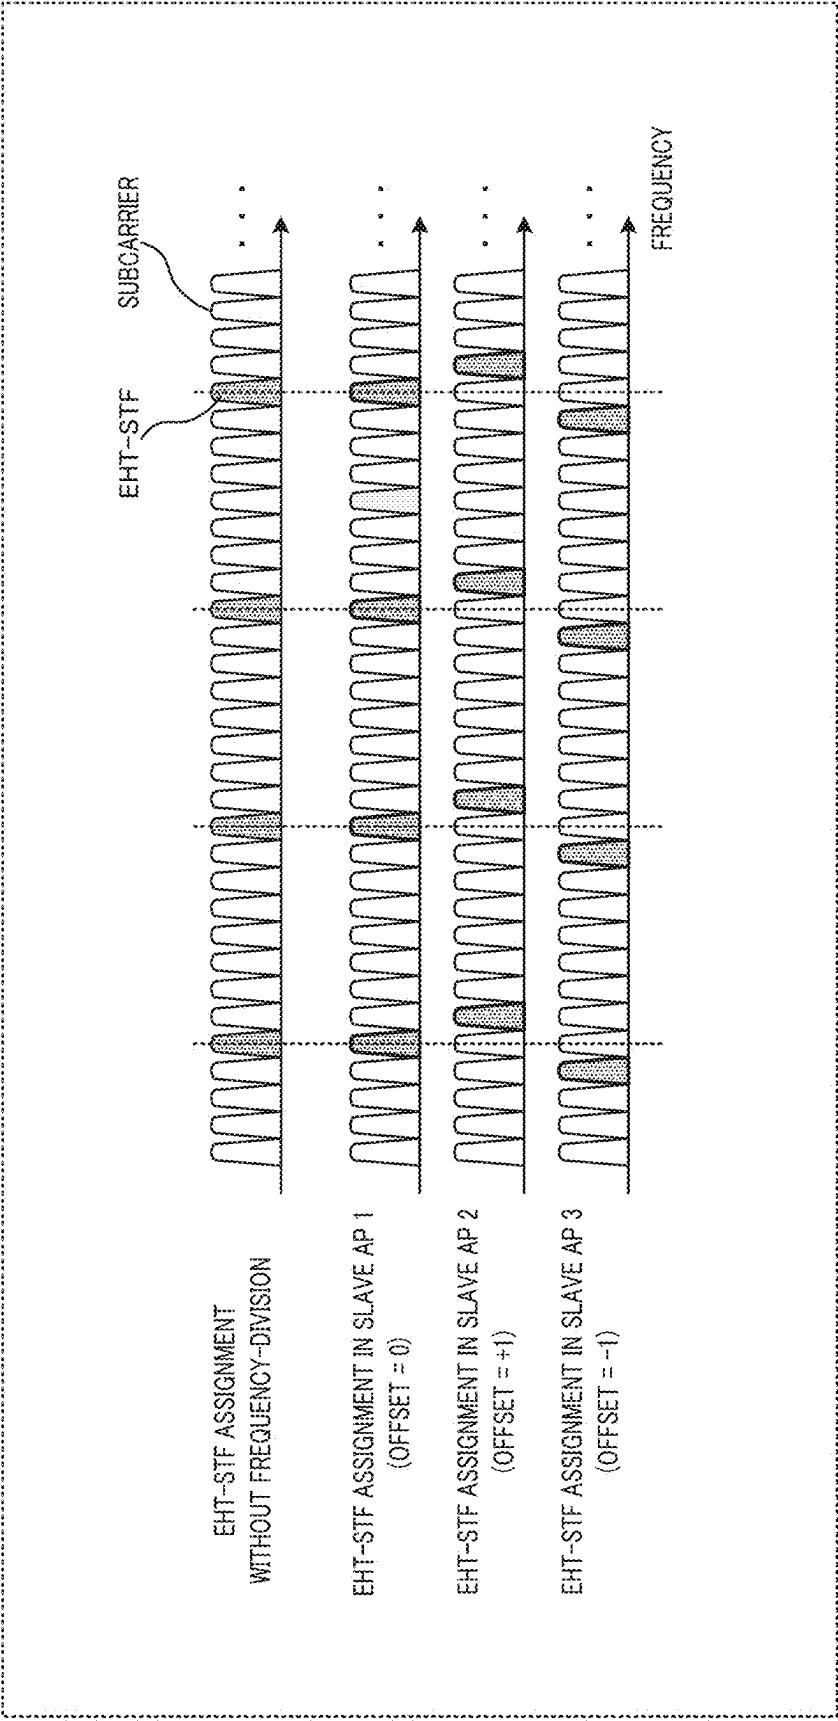 SUBCARRIER
EHT-STF
EHT-STF ASSIGNMENT
WITHOUT FREQUENCY-DIVISION
EHT-STF ASSIGNMENT IN SLAVE AP 1
(OFFSET = 0)
EHT-STF ASSIGNMENT IN SLAVE AP 2
(OFFSET = +1)
EHT-STF ASSIGNMENT IN SLAVE AP 3
(OFFSET = -1)
FREQUENCY